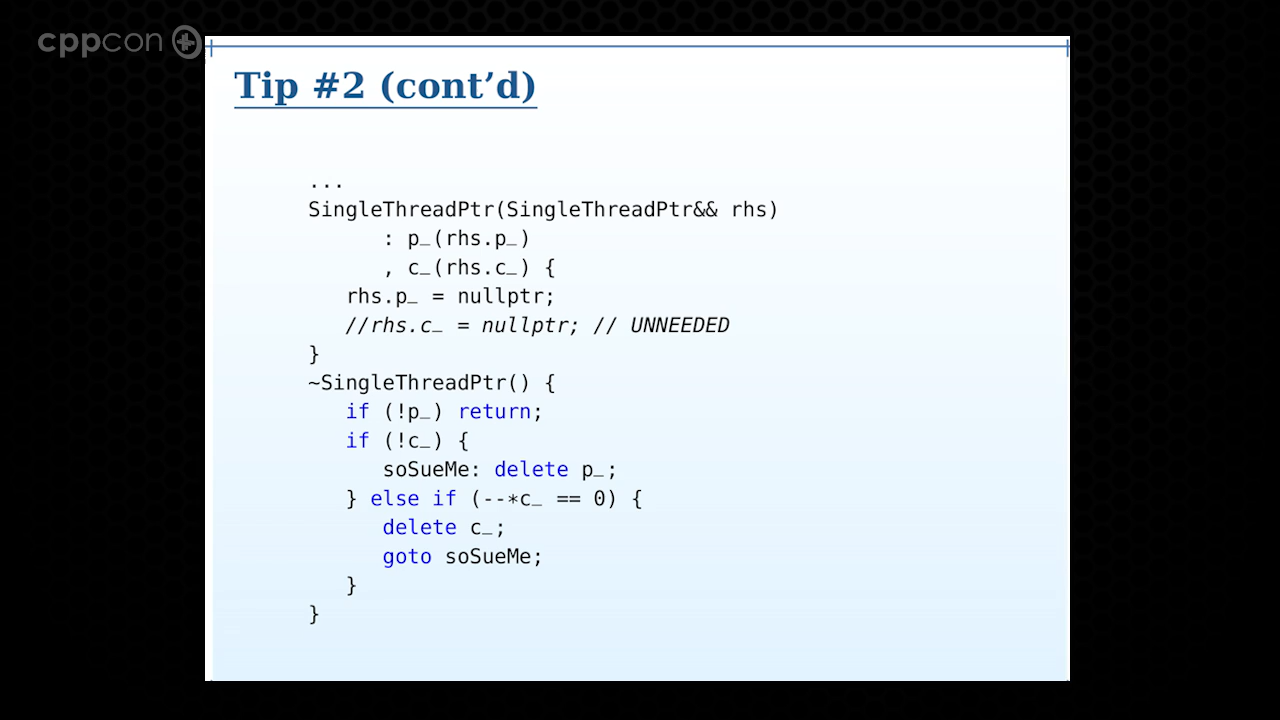 cppcon
Tip #2 (cont’d)
...
SingleThreadPtr(SingleThreadPtr&& rhs)
      : p_(rhs.p_)
      , c_(rhs.c_) {
   rhs.p_ = nullptr;
   //rhs.c_ = nullptr; // UNNEEDED
}
~SingleThreadPtr() {
   if (!p_) return;
   if (!c_) {
      soSueMe: delete p_;
   } else if (--*c_ == 0) {
      delete c_;
      goto soSueMe;
   }
}